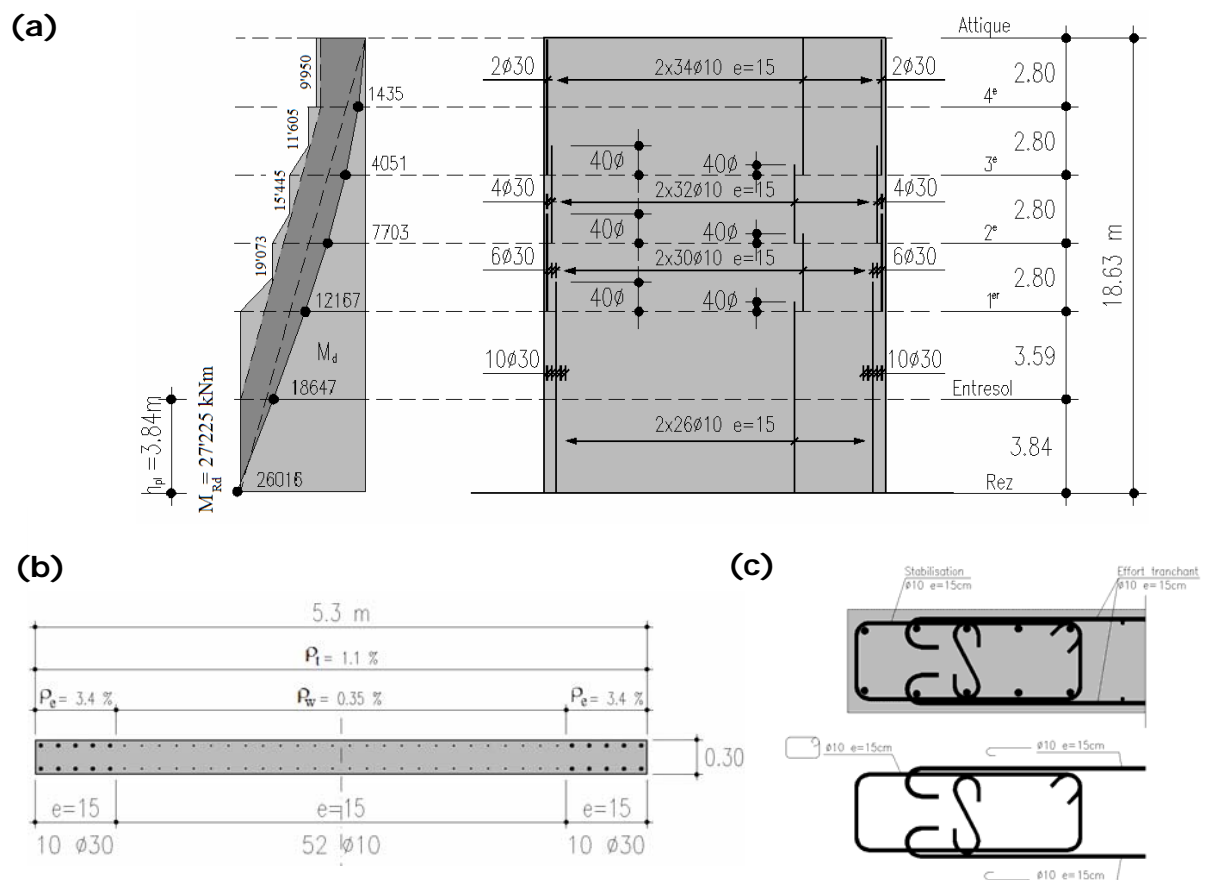 (a)
Attique
9'950
2ø30
2x34ø10 e=15
2ø30
2.80
1435
4e
11'605
2.80
4051
40ø
40ø
3e
15'445
4ø30
2x32ø10 e=15
4ø30
2.80
7703
40ø
40ø
2e
18.63 m
19'073
6ø30
2x30ø10 e=15
6ø30
2.80
12167
40ø
40ø
1er
Md
10ø30
10ø30
3.59
18647
Entresol
hpl =3.84m
MRd = 27'225 kNm
2x26ø10 e=15
3.84
26015
Rez
(b)
5.3 m
ρt = 1.1 %
ρe = 3.4 %
ρw = 0.35 %
ρe = 3.4 %
0.30
e=15
e=15
e=15
10 ø30
52 ø10
10 ø30
(c)
Stabilisation
ø10 e=15cm
Effort tranchant
ø10 e=15cm
ø10 e=15cm
ø10 e=15cm
ø10 e=15cm